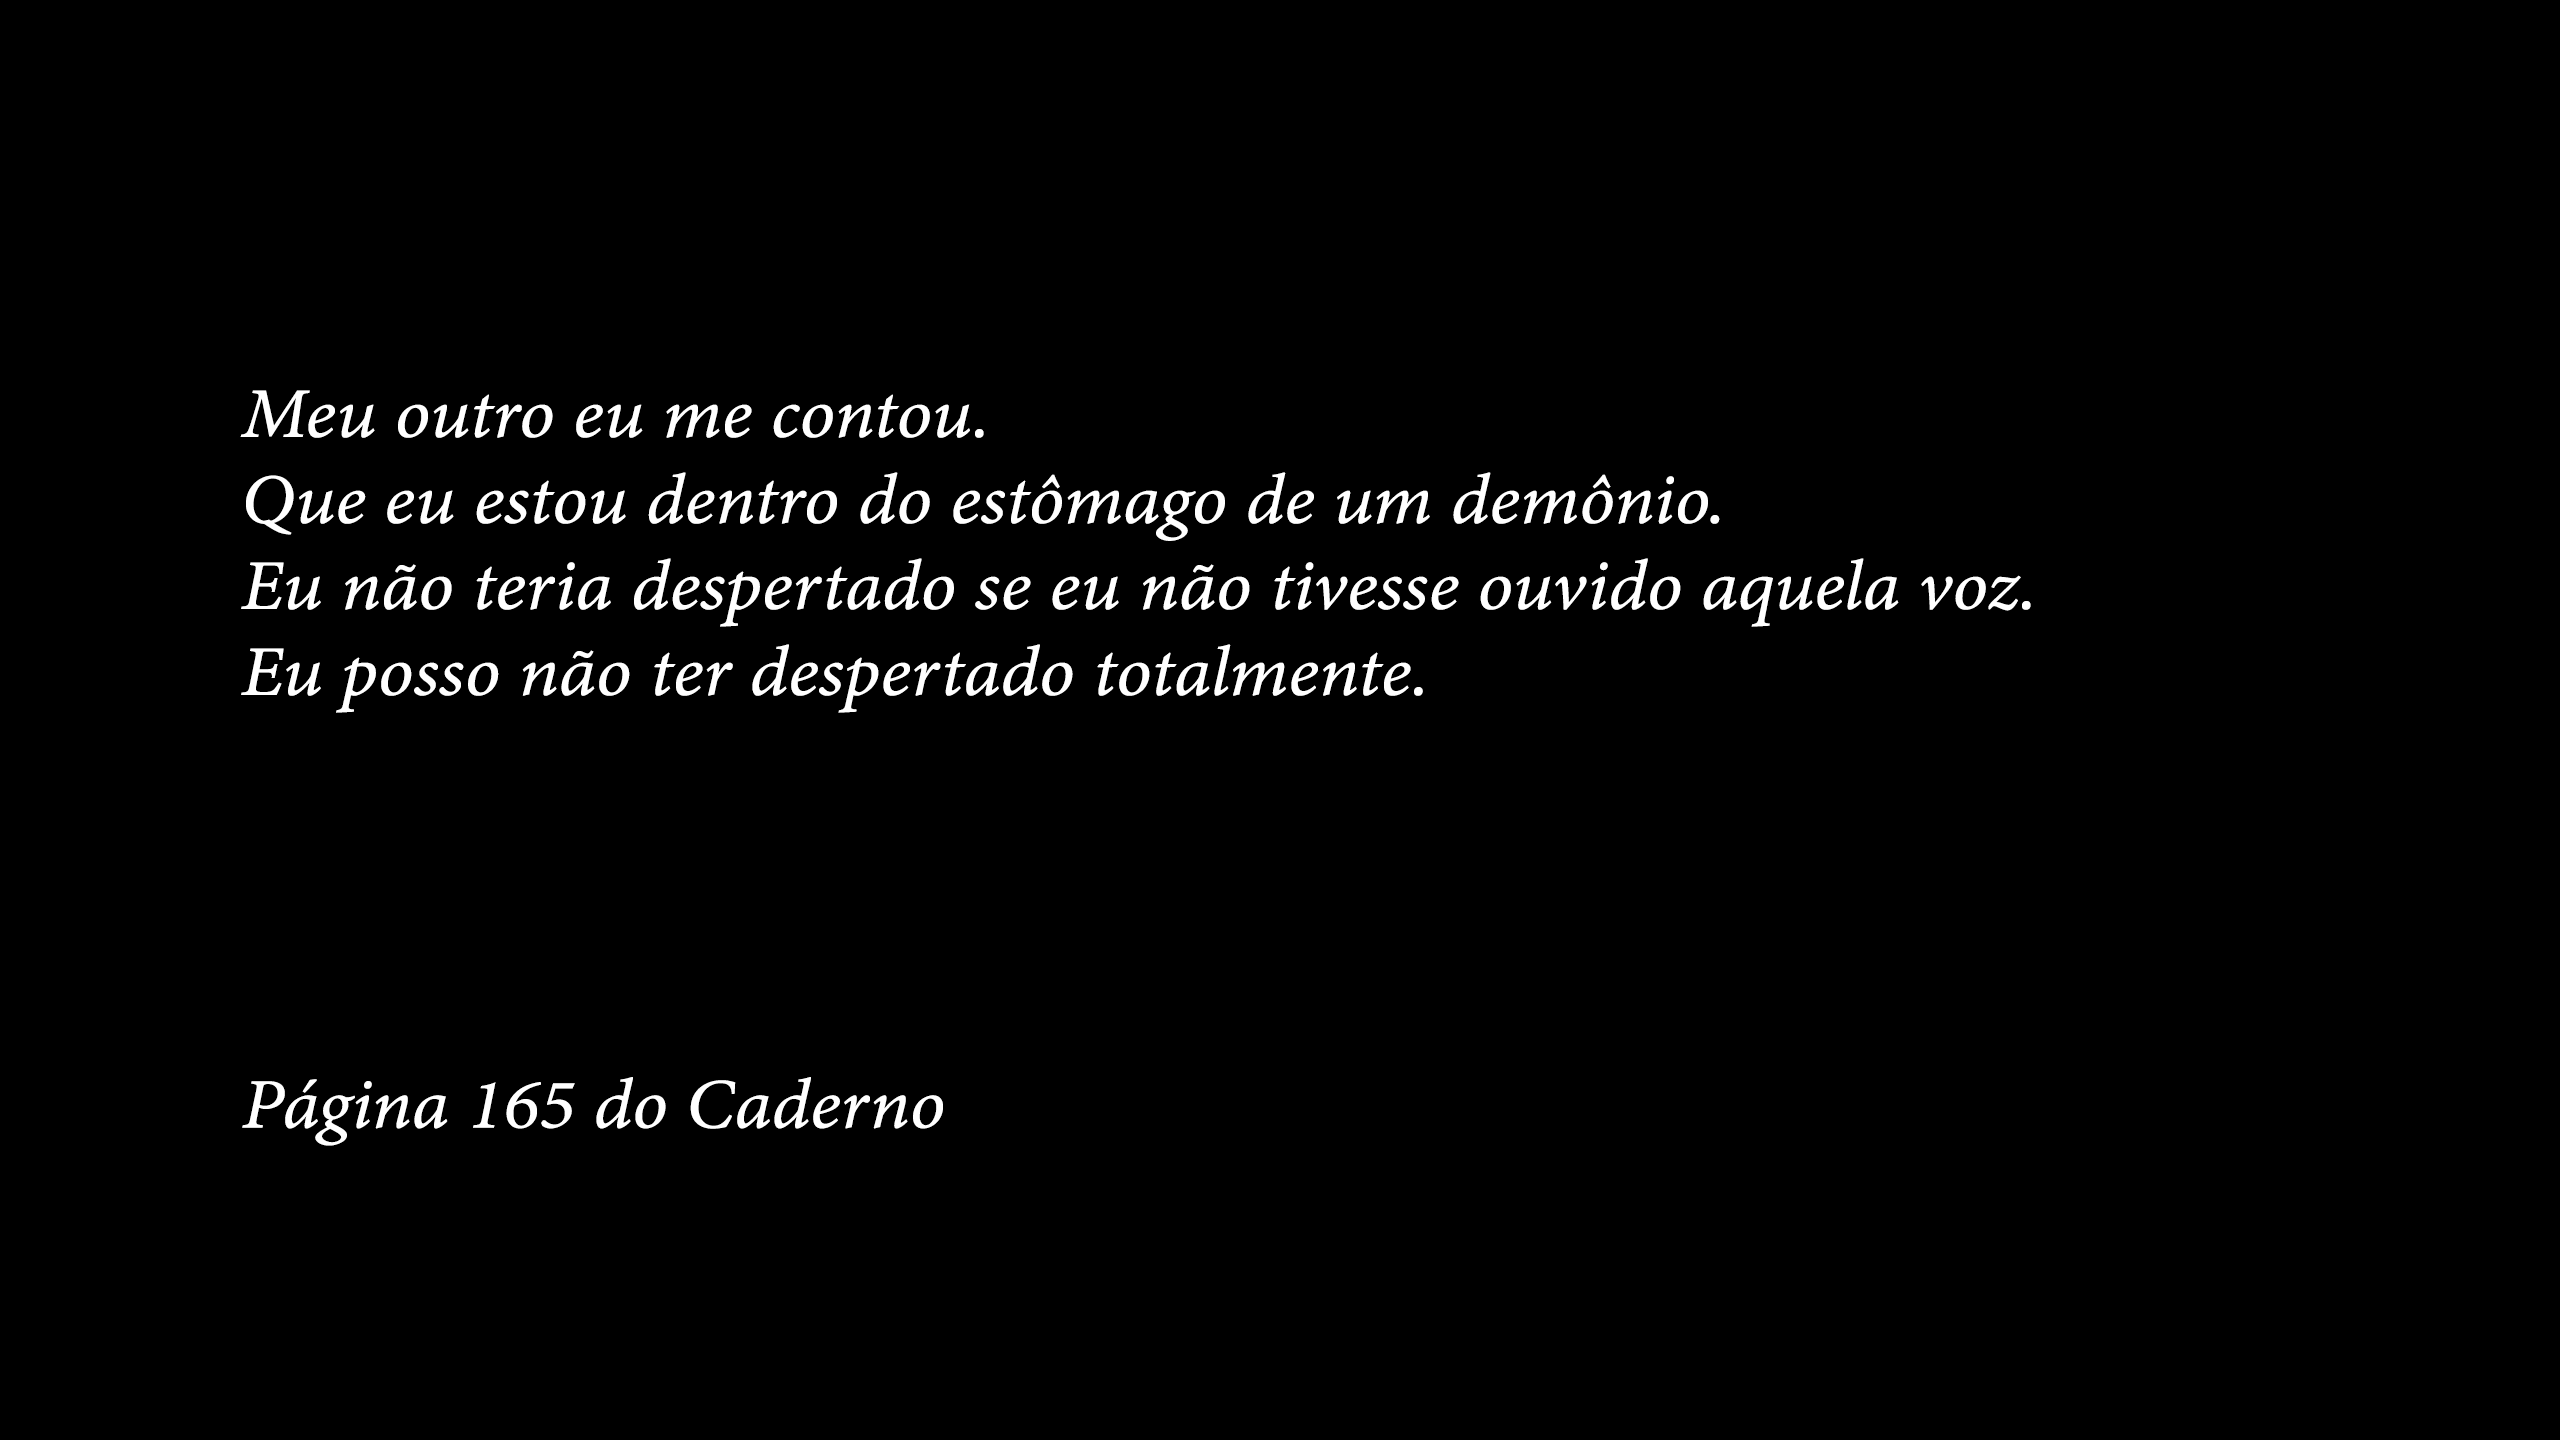 Meu outro eu me contou.
Que eu estou dentro do estômago de um demônio.
Eu não teria despertado se eu não tivesse ouvido aquela voz.
Eu posso não ter despertado totalmente.
Página 165 do Caderno